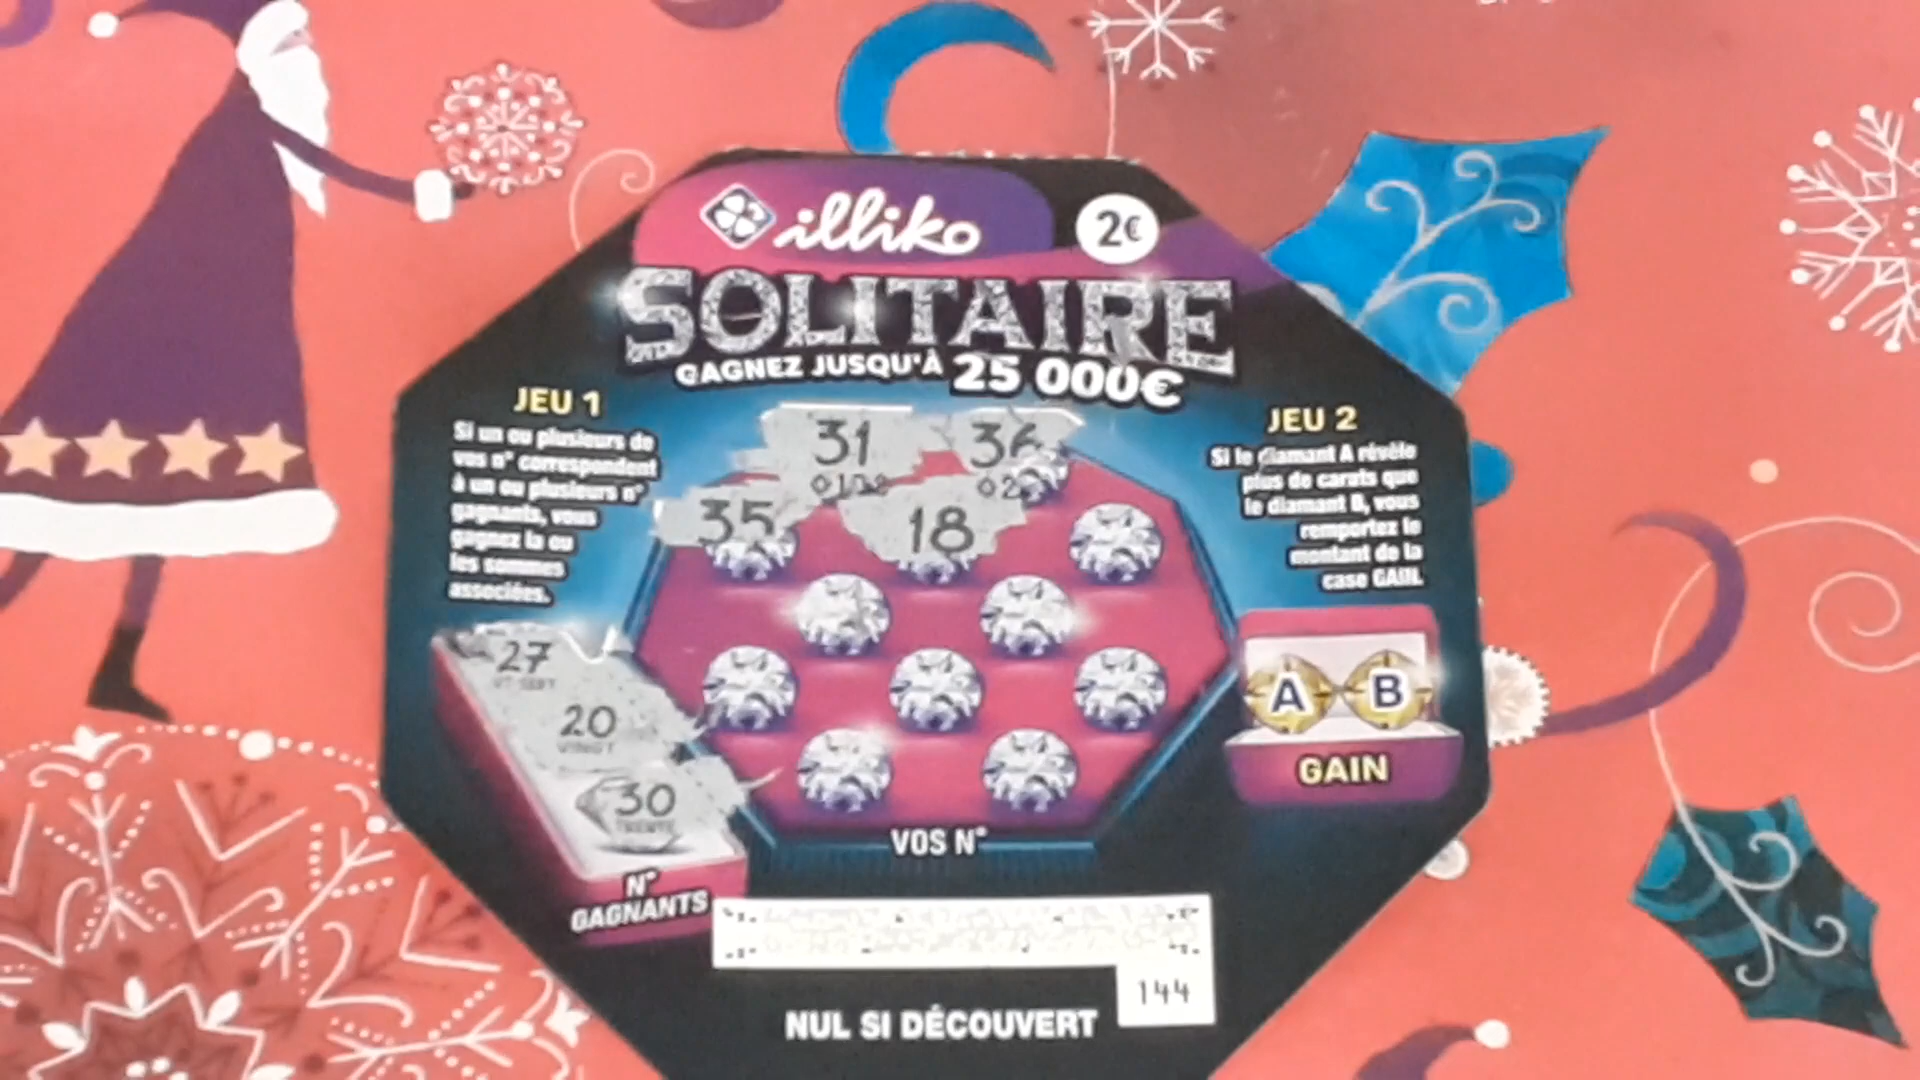 illiko
2€
SOLITAIRE
GAGNEZ JUSQU'À 25 000€
JEU 1
Si un ou plusieurs de
vos n° correspondent
à un ou plusieurs n°
gagnants, vous
gagnez la ou
les sommes
associées.
31 36
35 18
JEU 2
Si le diamant A révèle
plus de carats que
le diamant B, vous
remportez le
montant de la
case GAIN.
27
VT SEPT
20
VINGT
30
TRENTE
N°
GAGNANTS
A B
GAIN
VOS N°
144
NUL SI DÉCOUVERT